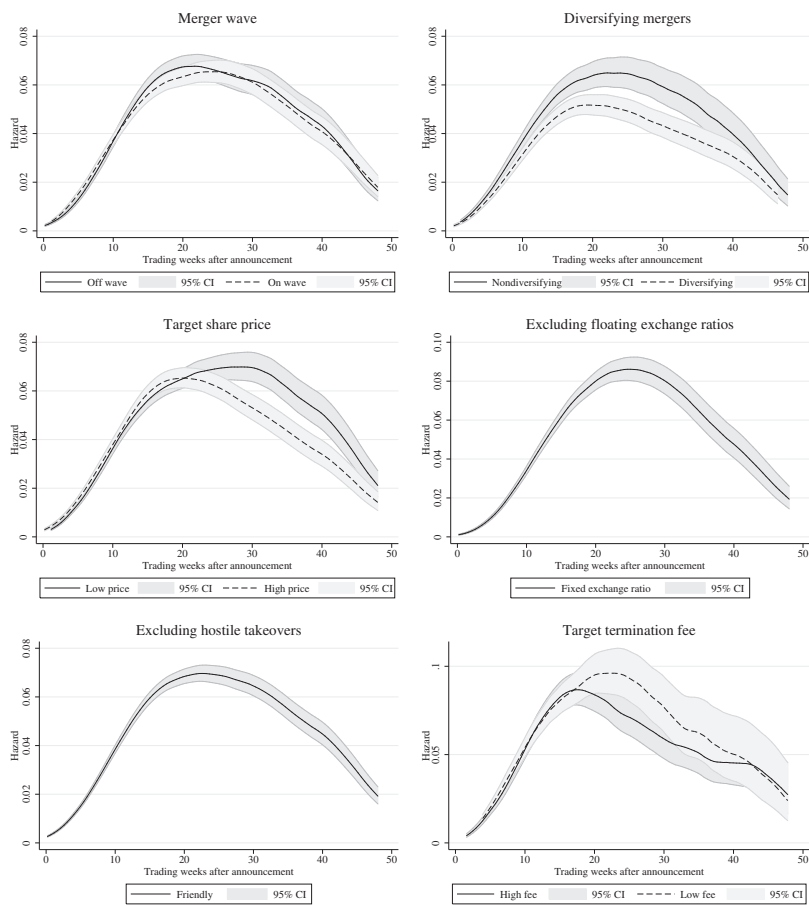 Merger wave
Hazard
0 0.02 0.04 0.06 0.08
0 10 20 30 40 50
Trading weeks after announcement
Off wave 95% CI On wave 95% CI
Diversifying mergers
Hazard
0 0.02 0.04 0.06 0.08
0 10 20 30 40 50
Trading weeks after announcement
Nondiversifying 95% CI Diversifying 95% CI
Target share price
Hazard
0 0.02 0.04 0.06 0.08
0 10 20 30 40 50
Trading weeks after announcement
Low price 95% CI High price 95% CI
Excluding floating exchange ratios
Hazard
0 0.02 0.04 0.06 0.08 0.10
0 10 20 30 40 50
Trading weeks after announcement
Fixed exchange ratio 95% CI
Excluding hostile takeovers
Hazard
0 0.02 0.04 0.06 0.08
0 10 20 30 40 50
Trading weeks after announcement
Friendly 95% CI
Target termination fee
Hazard
0 0.05 .1
0 10 20 30 40 50
Trading weeks after announcement
High fee 95% CI Low fee 95% CI